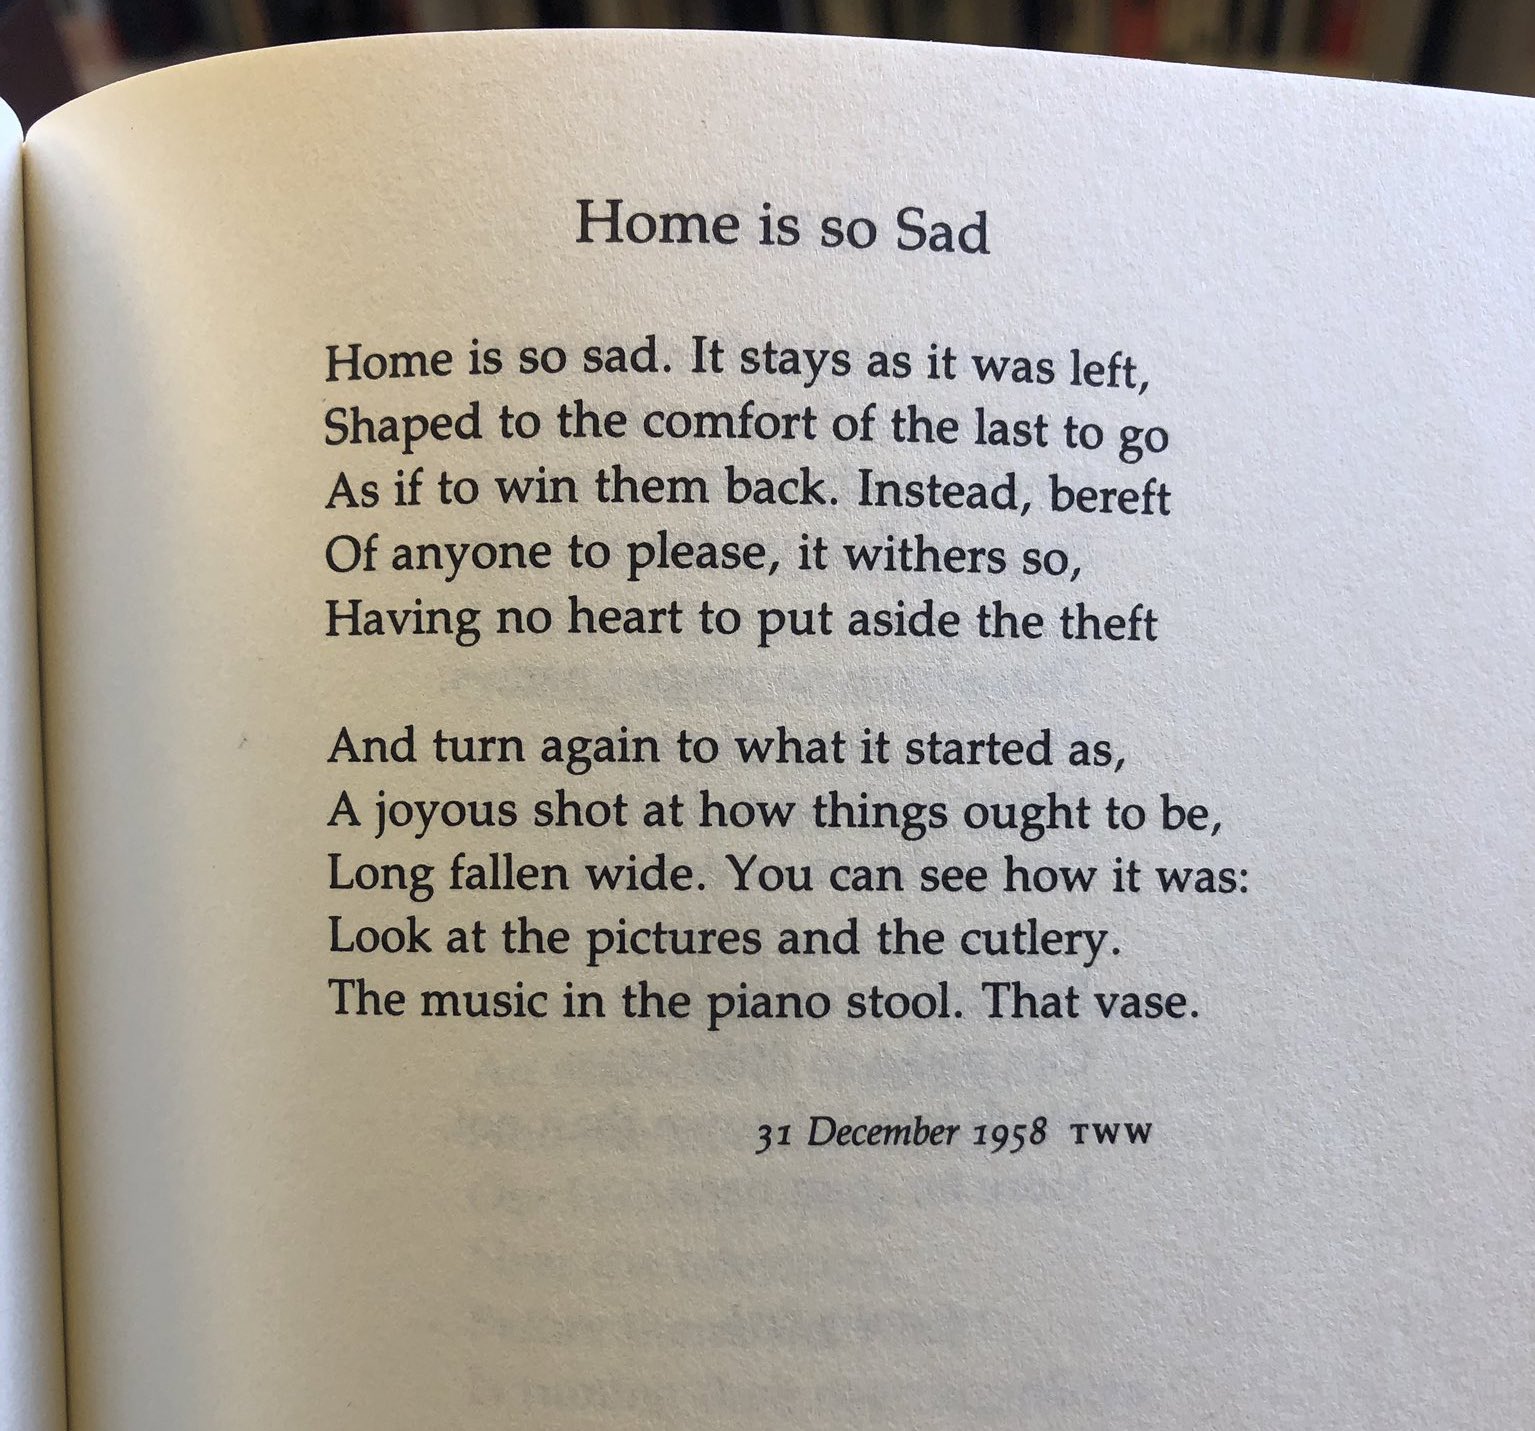 Home is so Sad
Home is so sad. It stays as it was left,
Shaped to the comfort of the last to go
As if to win them back. Instead, bereft
Of anyone to please, it withers so,
Having no heart to put aside the theft
And turn again to what it started as,
A joyous shot at how things ought to be,
Long fallen wide. You can see how it was:
Look at the pictures and the cutlery.
The music in the piano stool. That vase.
31 December 1958 TWW